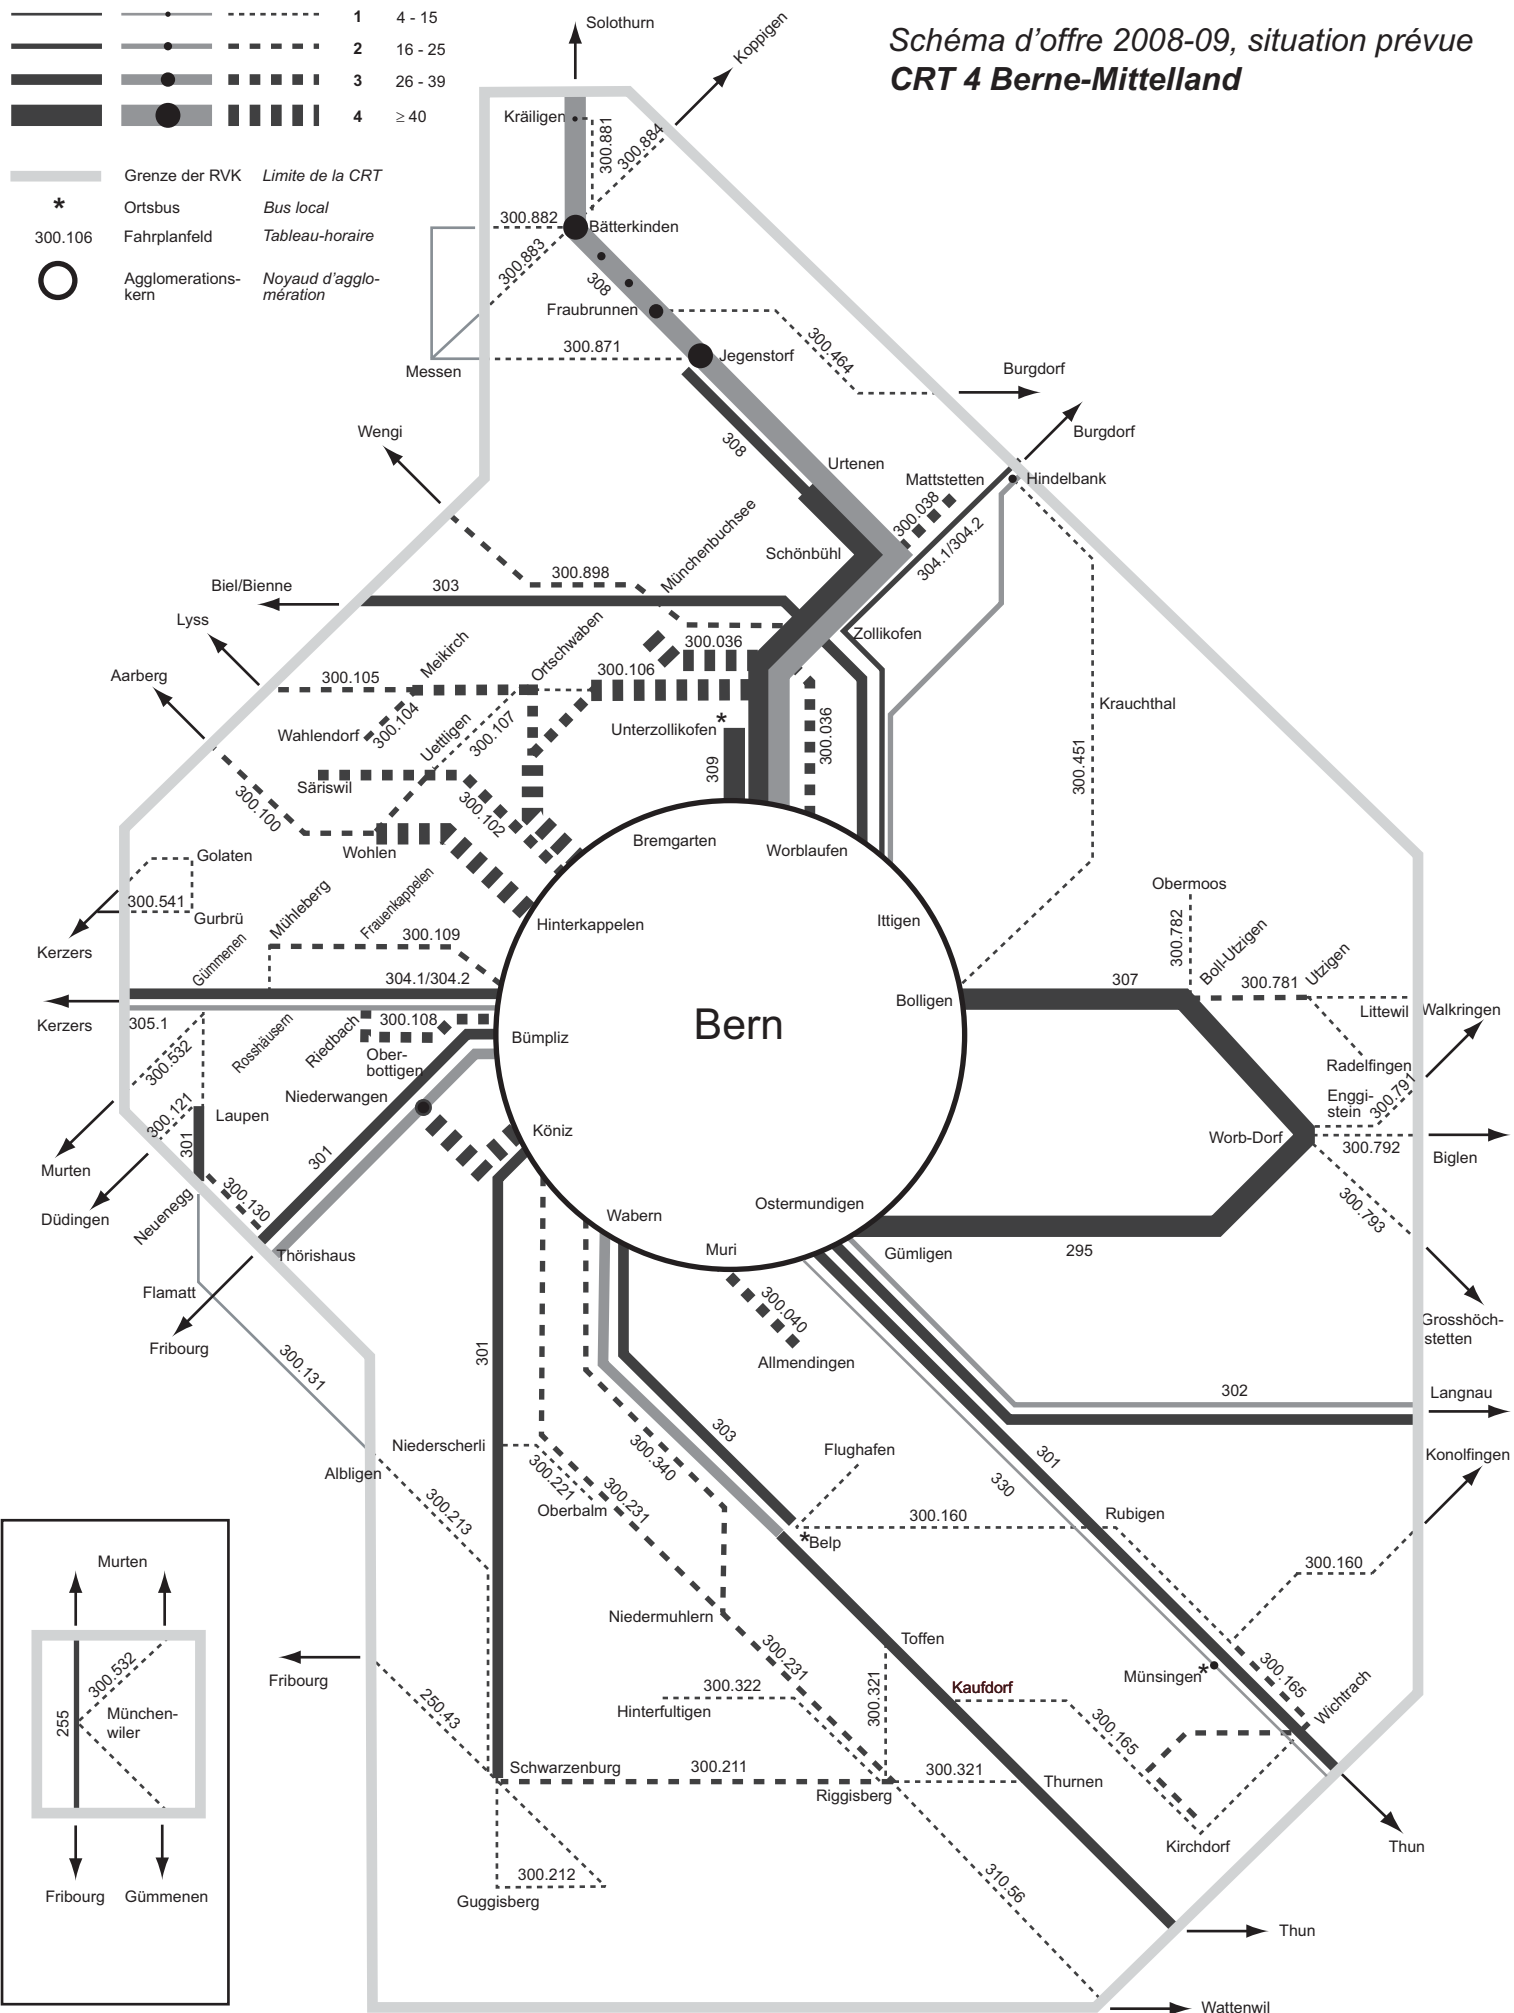 1 4 - 15
2 16 - 25
3 26 - 39
4 ≥ 40
Grenze der RVK Limite de la CRT
* Ortsbus Bus local
300.106 Fahrplanfeld Tableau-horaire
Agglomerations-
kern
Noyaud d'agglo-
mération
Schéma d'offre 2008-09, situation prévue
CRT 4 Berne-Mittelland
Solothurn
Koppigen
Kräiligen
300.881
300.884
300.882
Bätterkinden
300.883
308
Fraubrunnen
300.464
300.871
Jegenstorf
Messen
Burgdorf
Burgdorf
Wengi
308
Urtenen
Mattstetten
Hindelbank
300.038
304.1/304.2
Münchenbuchsee
Schönbühl
300.898
Biel/Bienne
303
Lyss
Zollikofen
Meikirch
Ortschwaben
300.036
300.106
Aarberg
300.105
Krauchthal
Wahlendorf
300.104
Uettligen
300.107
Unterzollikofen
*
309
300.036
300.451
Säriswil
300.100
300.102
Wohlen
Bremgarten
Worblaufen
Golaten
300.541
Gurbrü
Kerzers
Mühleberg
Frauenkappelen
Hinterkappelen
Ittigen
Obermoos
300.782
Boll-Utzigen
Utzigen
Gümmenen
300.109
304.1/304.2
Bolligen
307
300.781
Kerzers
305.1
Rosshäusern
Riedbach
300.108
Bümpliz
Bern
Littewil
Walkringen
300.532
Ober-
bottigen
Radelfingen
Niederwangen
Enggi-
stein
300.791
300.121
Laupen
301
Murten
301
Köniz
Worb-Dorf
300.792
Biglen
Düdingen
Neuenegg
300.130
Wabern
Ostermundigen
300.793
Thörishaus
Muri
Gümligen
295
Flamatt
300.040
Fribourg
Allmendingen
Grosshöch-
stetten
300.131
301
302
Langnau
Niederscherli
303
Flughafen
Konolfingen
Albligen
300.221
300.231
300.340
301
330
300.213
Oberbalm
300.160
Rubigen
*
Belp
300.160
Niedermuhlern
Toffen
Fribourg
300.231
300.321
Münsingen
*
300.165
Wichtrach
250.43
300.322
Hinterfultigen
Kaufdorf
300.165
Schwarzenburg
300.211
300.321
Thurnen
Riggisberg
Kirchdorf
Thun
300.212
Guggisberg
310.56
Thun
Wattenwil
Murten
300.532
255
München-
wiler
Fribourg
Gümmenen